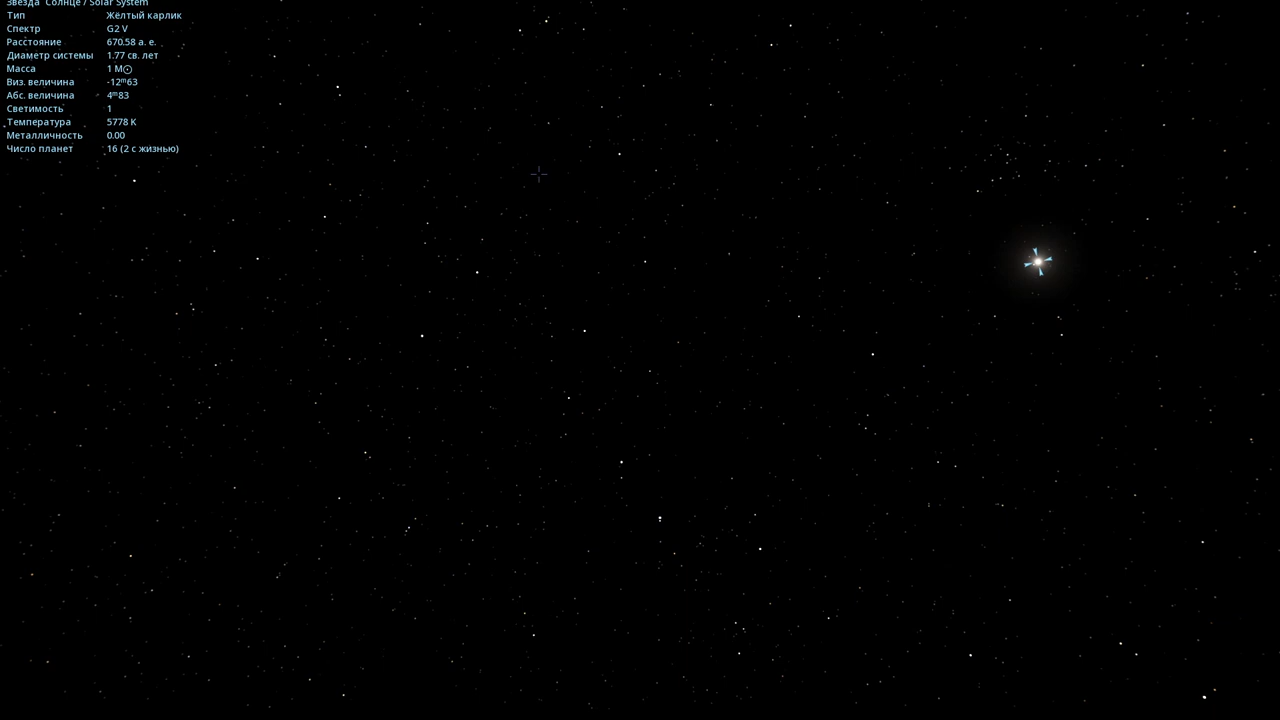 Звезда Солнце / Solar System
Тип Жёлтый карлик
Спектр G2 V
Расстояние 670.58 а. е.
Диаметр системы 1.77 св. лет
Масса 1 M☉
Виз. величина -12ᵐ63
Абс. величина 4ᵐ83
Светимость 1
Температура 5778 K
Металличность 0.00
Число планет 16 (2 с жизнью)